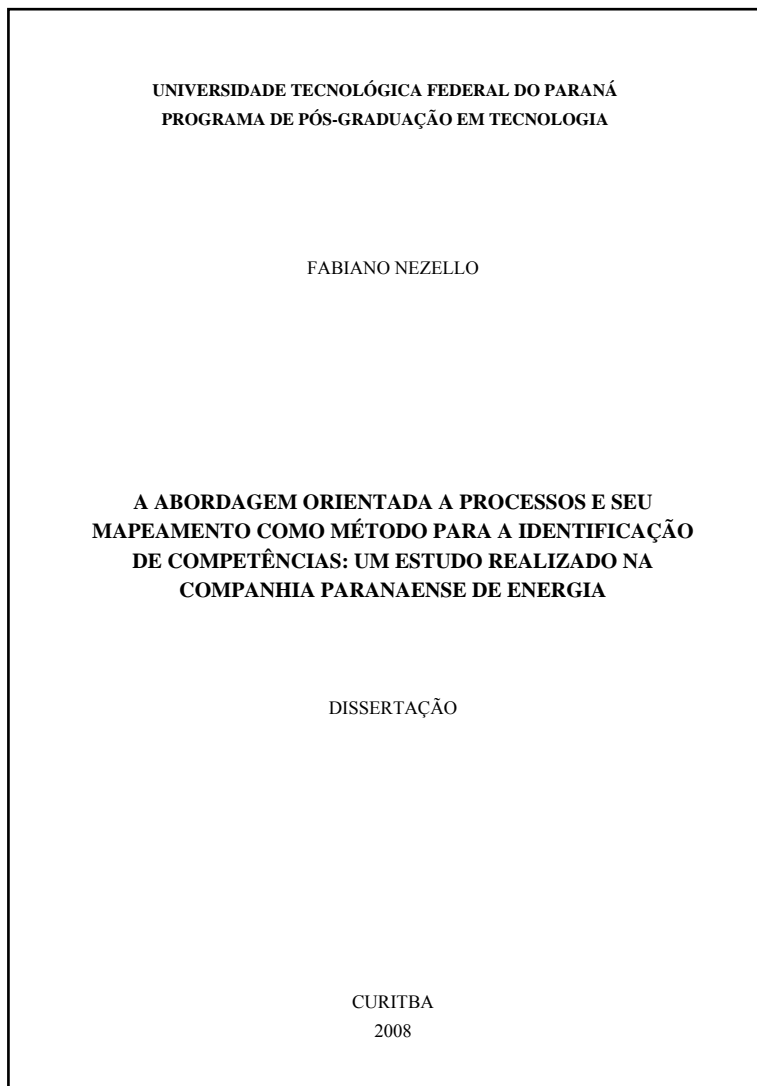 UNIVERSIDADE TECNOLÓGICA FEDERAL DO PARANÁ
PROGRAMA DE PÓS-GRADUAÇÃO EM TECNOLOGIA
FABIANO NEZELLO
A ABORDAGEM ORIENTADA A PROCESSOS E SEU
MAPEAMENTO COMO MÉTODO PARA A IDENTIFICAÇÃO
DE COMPETÊNCIAS: UM ESTUDO REALIZADO NA
COMPANHIA PARANAENSE DE ENERGIA
DISSERTAÇÃO
CURITBA
2008